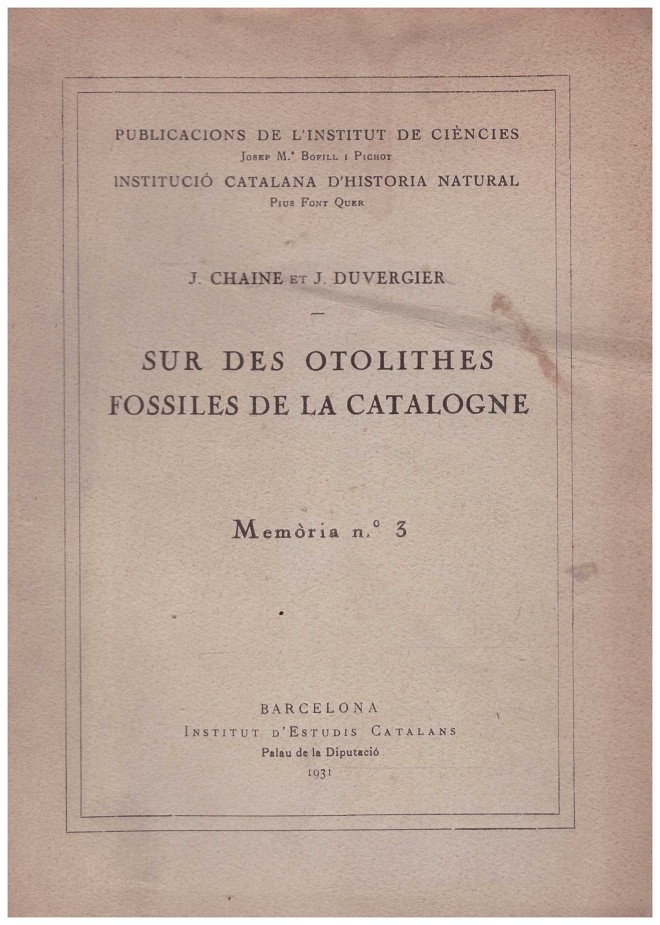 PUBLICACIONS DE L'INSTITUT DE CIÈNCIES
JOSEP M.ª BOFILL I PICHOT
INSTITUCIÓ CATALANA D'HISTORIA NATURAL
PIUS FONT QUER
J. CHAINE ET J. DUVERGIER
SUR DES OTOLITHES
FOSSILES DE LA CATALOGNE
Memòria n.º 3
BARCELONA
INSTITUT D'ESTUDIS CATALANS
Palau de la Diputació
1931